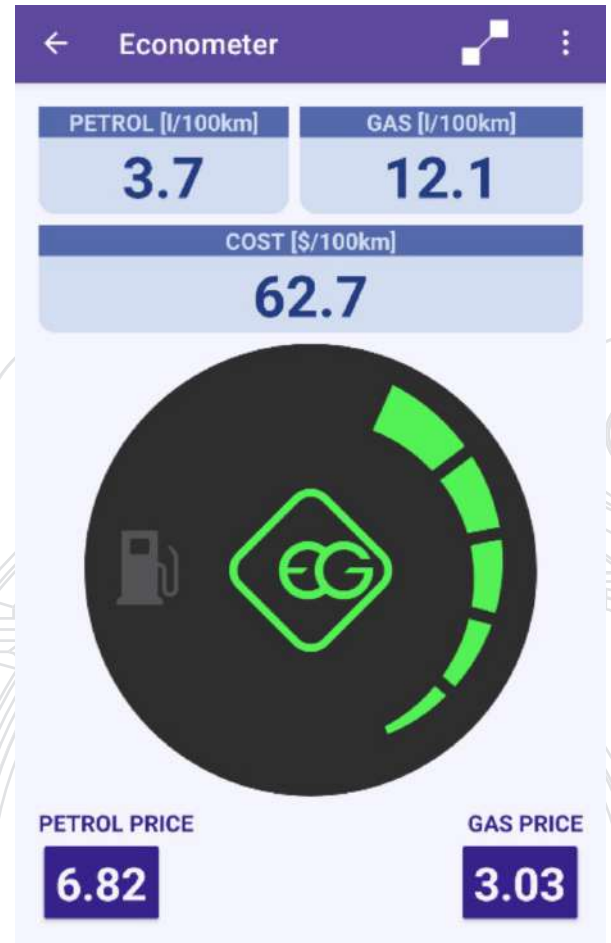 Econometer
PETROL [l/100km] GAS [l/100km]
3.7 12.1
COST [$/100km]
62.7
EG
PETROL PRICE GAS PRICE
6.82 3.03